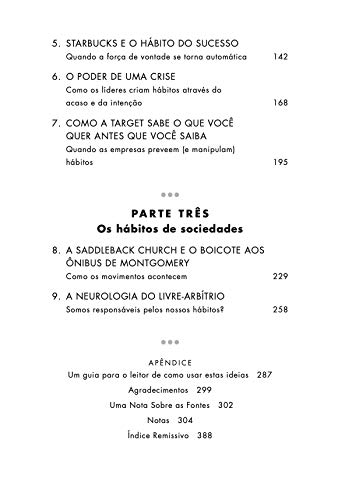 5. STARBUCKS E O HÁBITO DO SUCESSO
Quando a força de vontade se torna automática 142
6. O PODER DE UMA CRISE
Como os líderes criam hábitos através do
acaso e da intenção 168
7. COMO A TARGET SABE O QUE VOCÊ
QUER ANTES QUE VOCÊ SAIBA
Quando as empresas preveem (e manipulam)
hábitos 195
PARTE TRÊS
Os hábitos de sociedades
8. A SADDLEBACK CHURCH E O BOICOTE AOS
ÔNIBUS DE MONTGOMERY
Como os movimentos acontecem 229
9. A NEUROLOGIA DO LIVRE-ARBÍTRIO
Somos responsáveis pelos nossos hábitos? 258
APÊNDICE
Um guia para o leitor de como usar estas ideias 287
Agradecimentos 299
Uma Nota Sobre as Fontes 302
Notas 304
Índice Remissivo 388